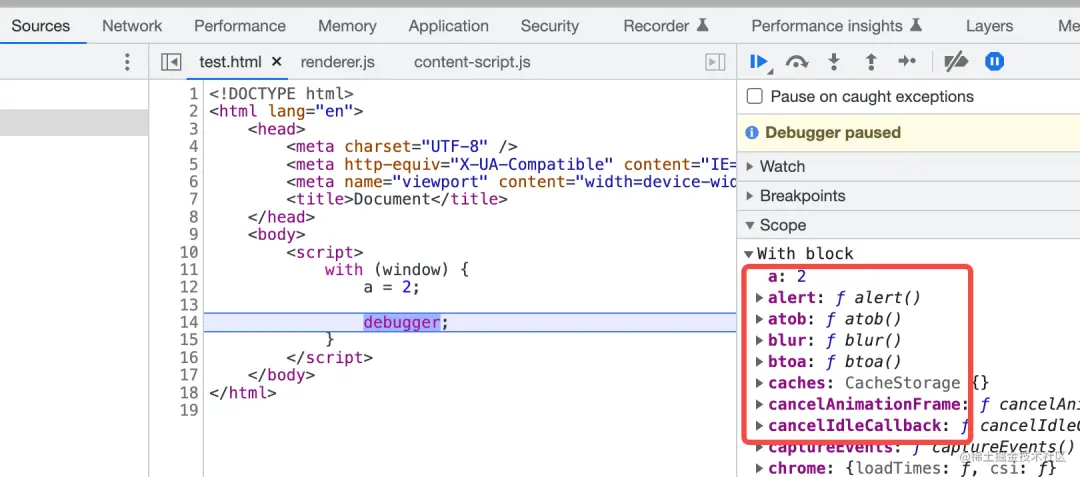 Sources Network Performance Memory Application Security Recorder Performance insights Layers Me
test.html × renderer.js content-script.js
1 <!DOCTYPE html>
2 <html lang="en">
3 <head>
4 <meta charset="UTF-8" />
5 <meta http-equiv="X-UA-Compatible" content="IE=
6 <meta name="viewport" content="width=device-wid
7 <title>Document</title>
8 </head>
9 <body>
10 <script>
11 with (window) {
12 a = 2;
13
14 debugger;
15 }
16 </script>
17 </body>
18 </html>
19
Pause on caught exceptions
Debugger paused
Watch
Breakpoints
Scope
With block
a: 2
alert: ƒ alert()
atob: ƒ atob()
blur: ƒ blur()
btoa: ƒ btoa()
caches: CacheStorage {}
cancelAnimationFrame: ƒ cancelAni
cancelIdleCallback: ƒ cancelIdleC
captureEvents: ƒ captureEvents()
chrome: {loadTimes: ƒ, csi: ƒ}
@稀土掘金技术社区